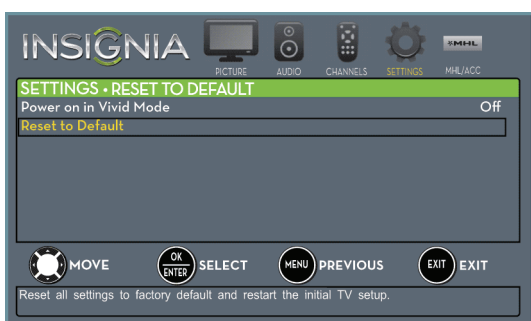 INSIGNIA
PICTURE AUDIO CHANNELS SETTINGS MHL MHL/ACC
SETTINGS • RESET TO DEFAULT
Power on in Vivid Mode Off
Reset to Default
MOVE OK ENTER SELECT MENU PREVIOUS EXIT EXIT
Reset all settings to factory default and restart the initial TV setup.